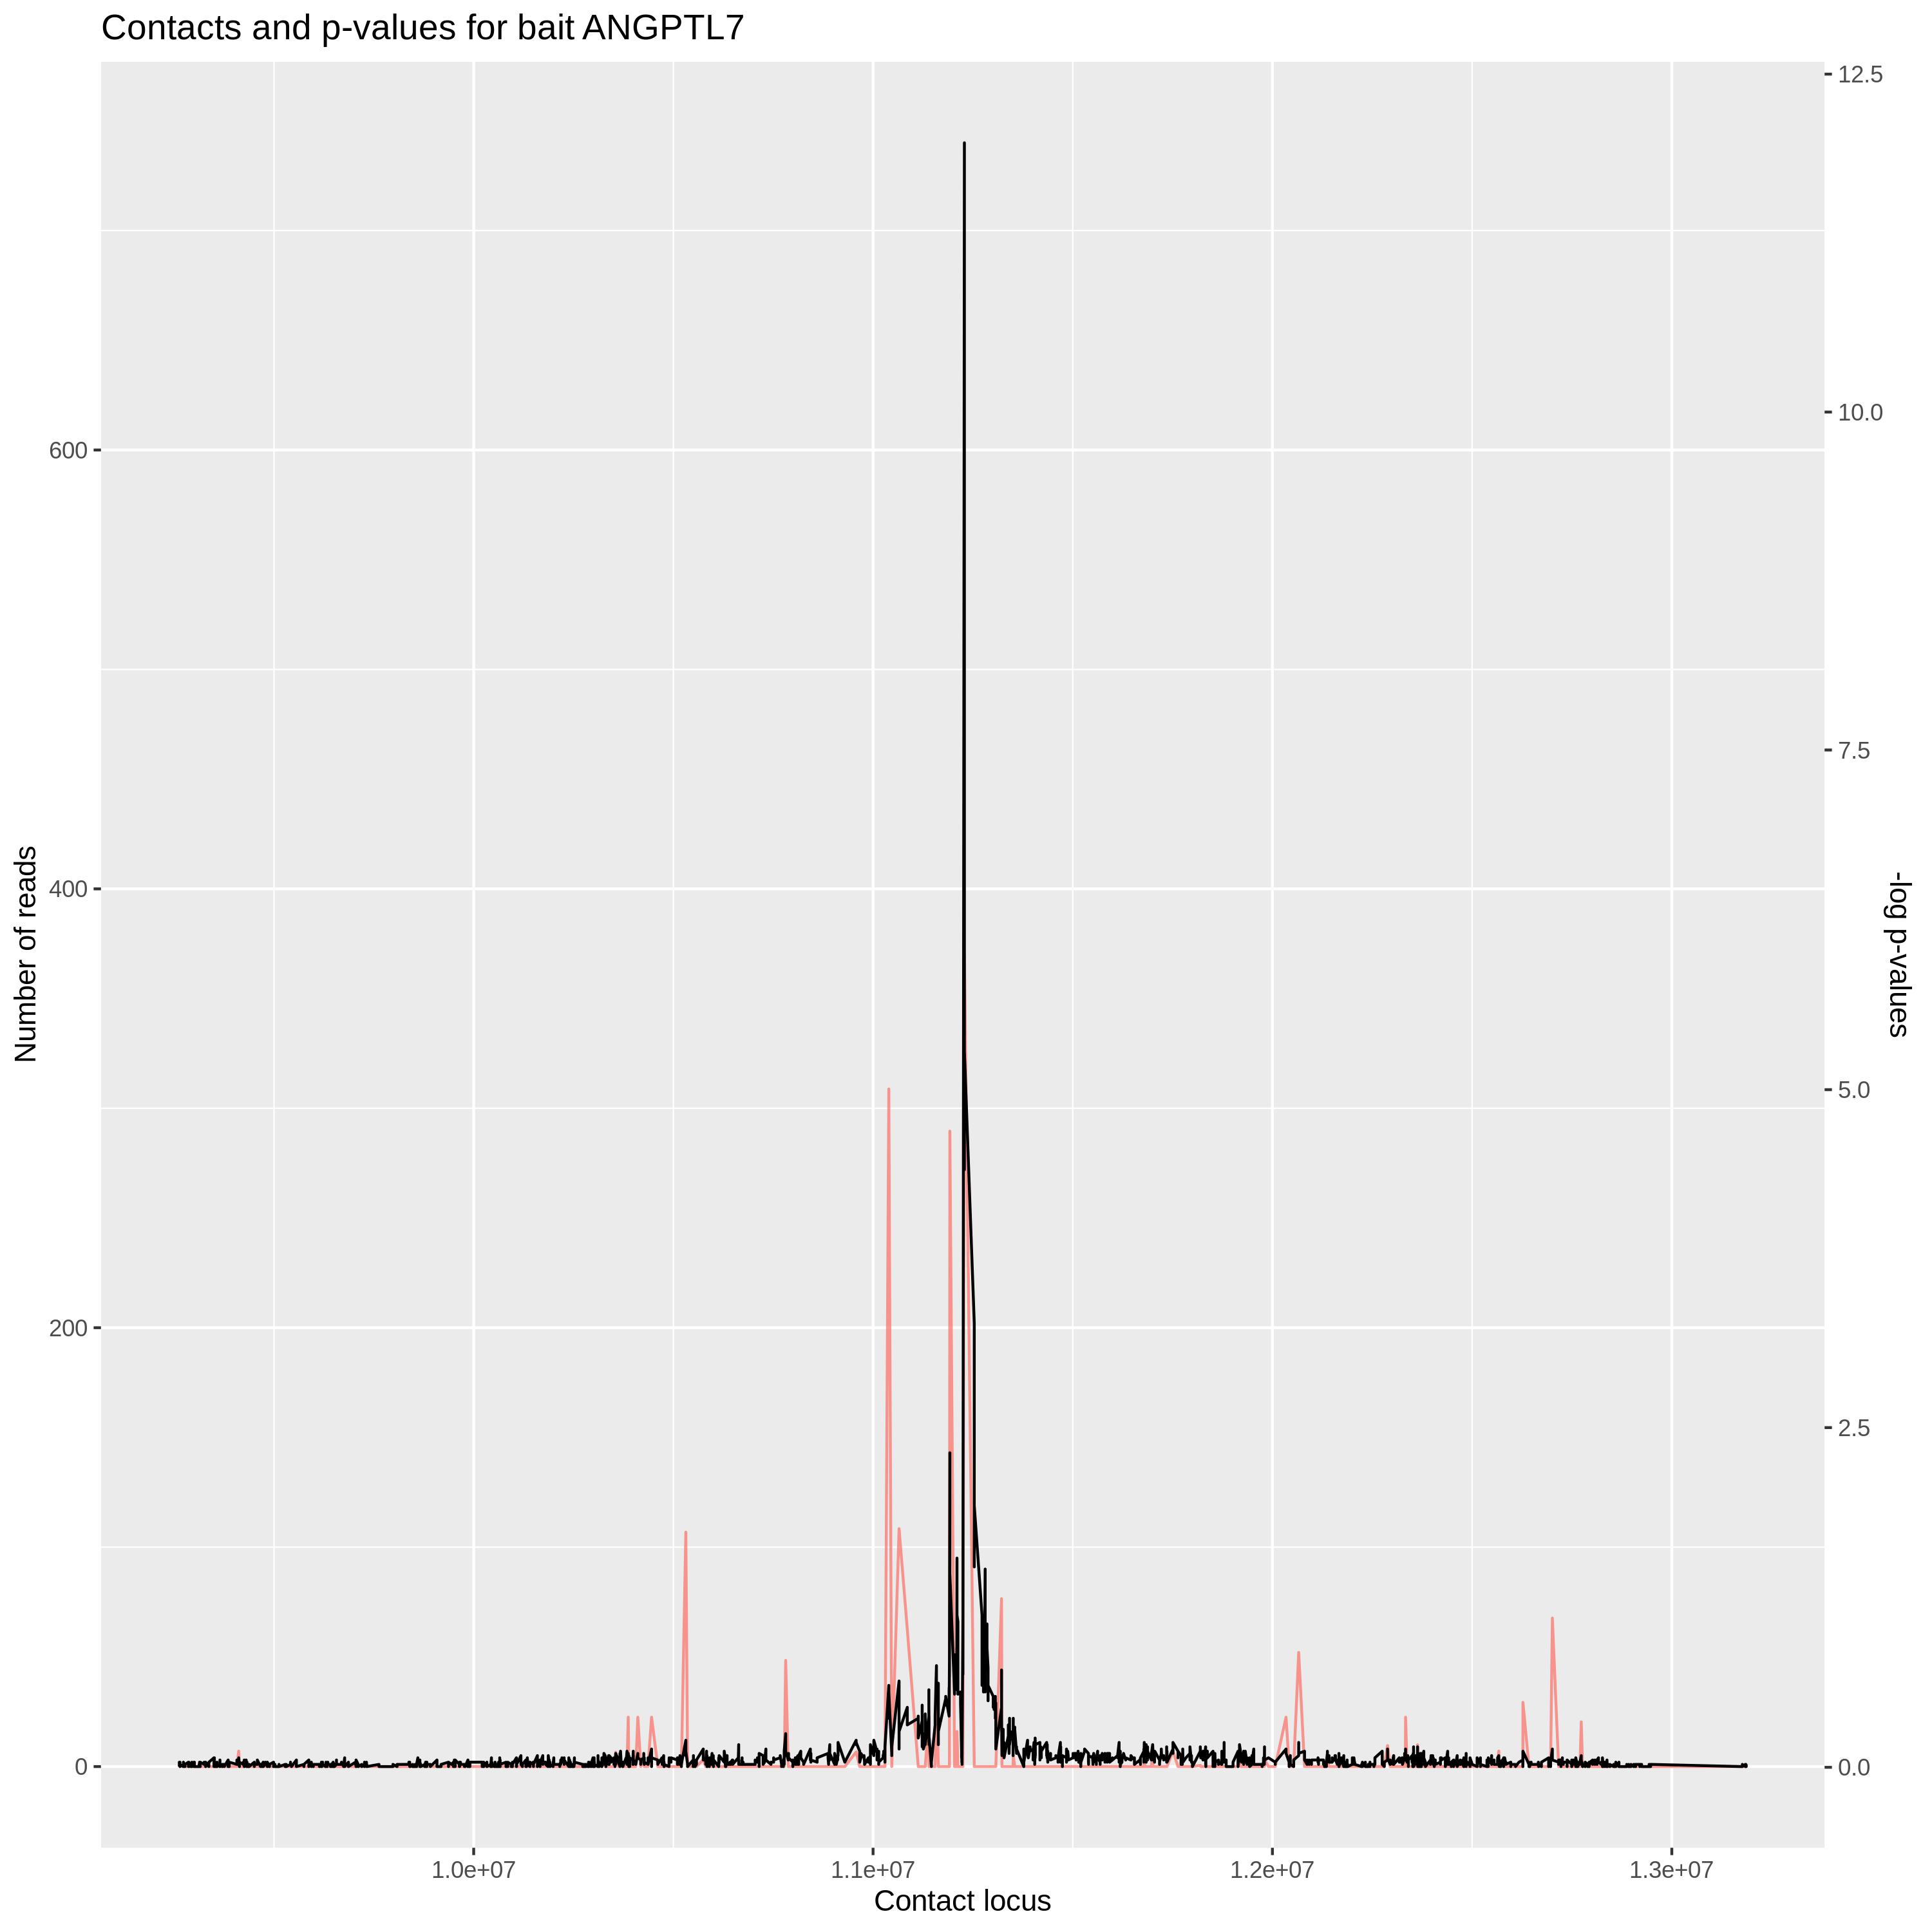 Contacts and p-values for bait ANGPTL7
Number of reads
600
400
200
0
12.5
10.0
7.5
5.0
2.5
0.0
-log p-values
1.0e+07 1.1e+07 1.2e+07 1.3e+07
Contact locus